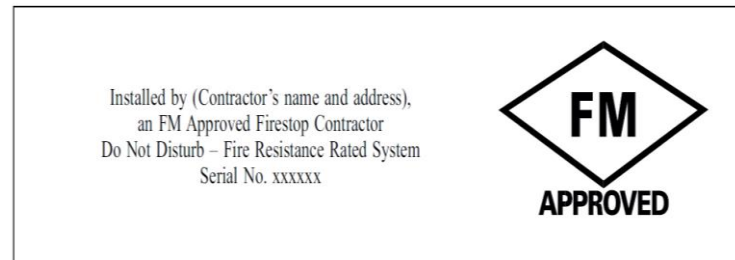 Installed by (Contractor’s name and address),
an FM Approved Firestop Contractor
Do Not Disturb – Fire Resistance Rated System
Serial No. xxxxxx
FM
APPROVED